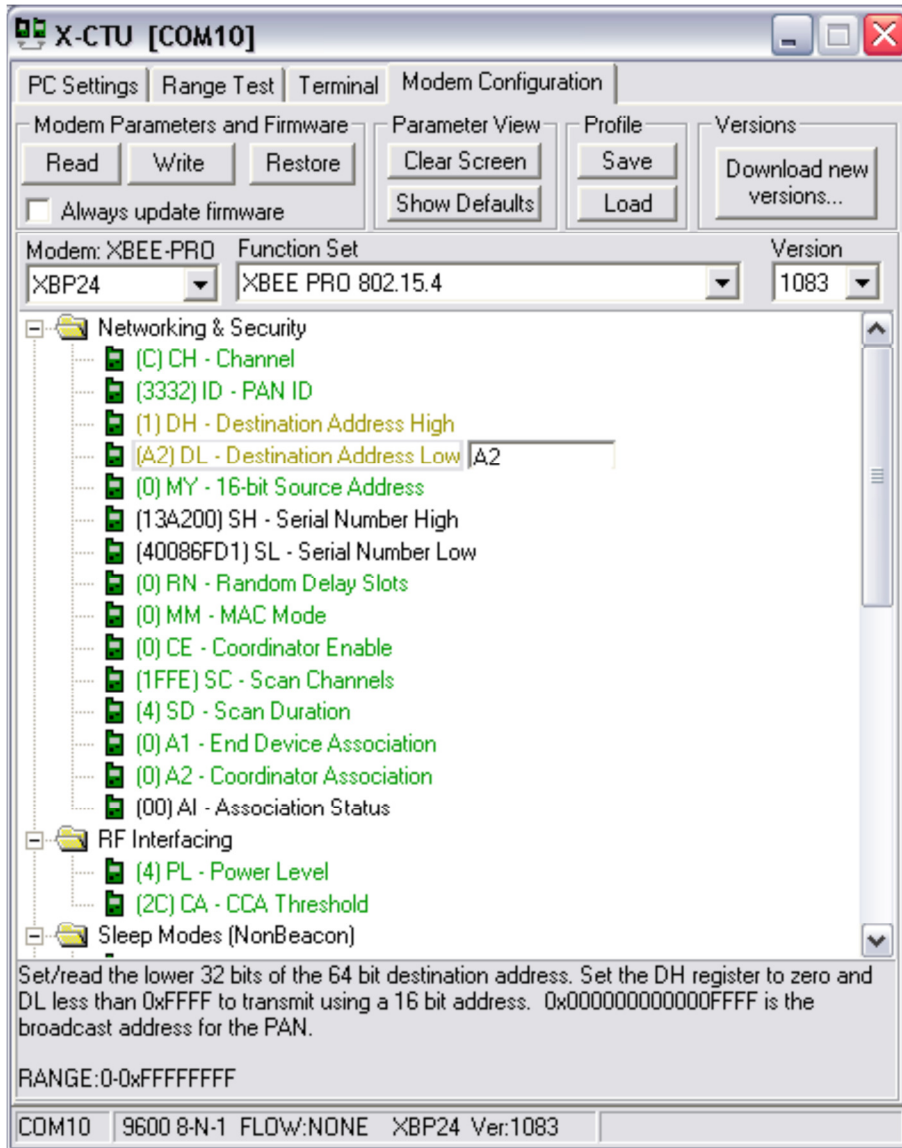 X-CTU [COM10]
PC Settings Range Test Terminal Modem Configuration
Modem Parameters and Firmware Parameter View Profile Versions
Read Write Restore Clear Screen Save Download new versions...
Always update firmware Show Defaults Load
Modem: XBEE-PRO Function Set Version
XBP24 XBEE PRO 802.15.4 1083
Networking & Security
(C) CH - Channel
(3332) ID - PAN ID
(1) DH - Destination Address High
(A2) DL - Destination Address Low A2
(0) MY - 16-bit Source Address
(13A200) SH - Serial Number High
(40086FD1) SL - Serial Number Low
(0) RN - Random Delay Slots
(0) MM - MAC Mode
(0) CE - Coordinator Enable
(1FFE) SC - Scan Channels
(4) SD - Scan Duration
(0) A1 - End Device Association
(0) A2 - Coordinator Association
(00) AI - Association Status
RF Interfacing
(4) PL - Power Level
(2C) CA - CCA Threshold
Sleep Modes (NonBeacon)
Set/read the lower 32 bits of the 64 bit destination address. Set the DH register to zero and
DL less than 0xFFFF to transmit using a 16 bit address. 0x000000000000FFFF is the
broadcast address for the PAN.
RANGE:0-0xFFFFFFFF
COM10 9600 8-N-1 FLOW:NONE XBP24 Ver:1083